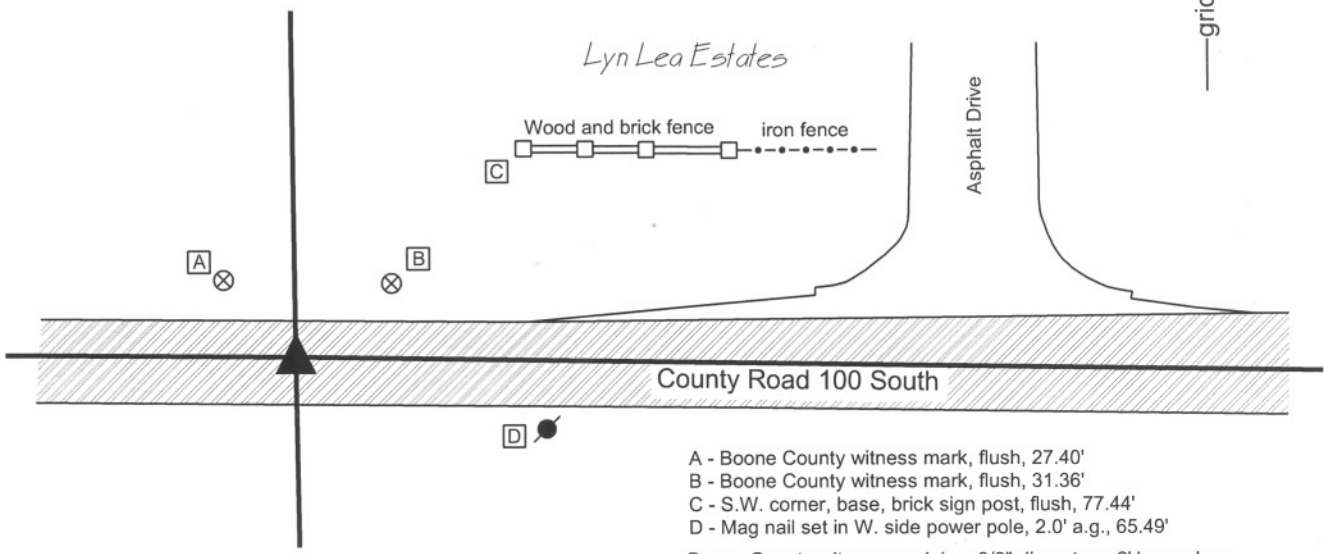 grid
Lyn Lea Estates
Wood and brick fence
iron fence
Asphalt Drive
C
A
B
County Road 100 South
D
A - Boone County witness mark, flush, 27.40'
B - Boone County witness mark, flush, 31.36'
C - S.W. corner, base, brick sign post, flush, 77.44'
D - Mag nail set in W. side power pole, 2.0' a.g., 65.49'